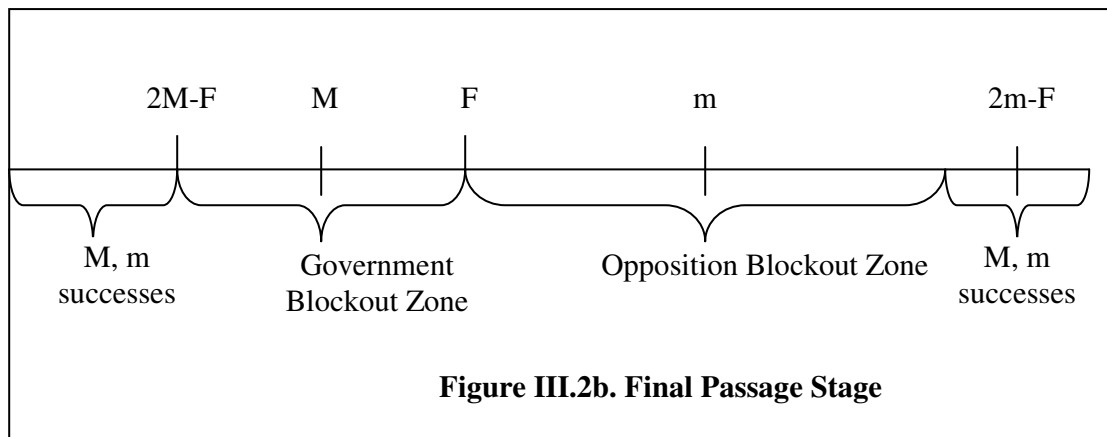 2M-F M F m 2m-F
M, m
successes
Government
Blockout Zone
Opposition Blockout Zone
M, m
successes
Figure III.2b. Final Passage Stage